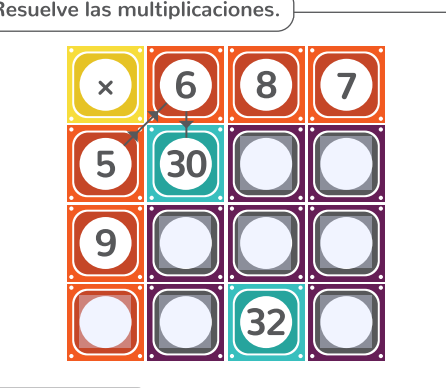 Resuelve las multiplicaciones.
× 6 8 7
5 30
9
32